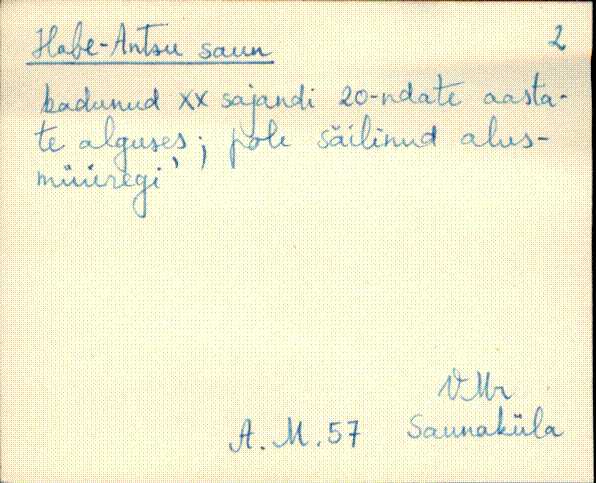 Habe-Antsu saun 2
kadunud XX sajandi 20-ndate aasta-
te alguses; pole säilinud alus-
müüregi
VMr
A.M.57 Saunaküla